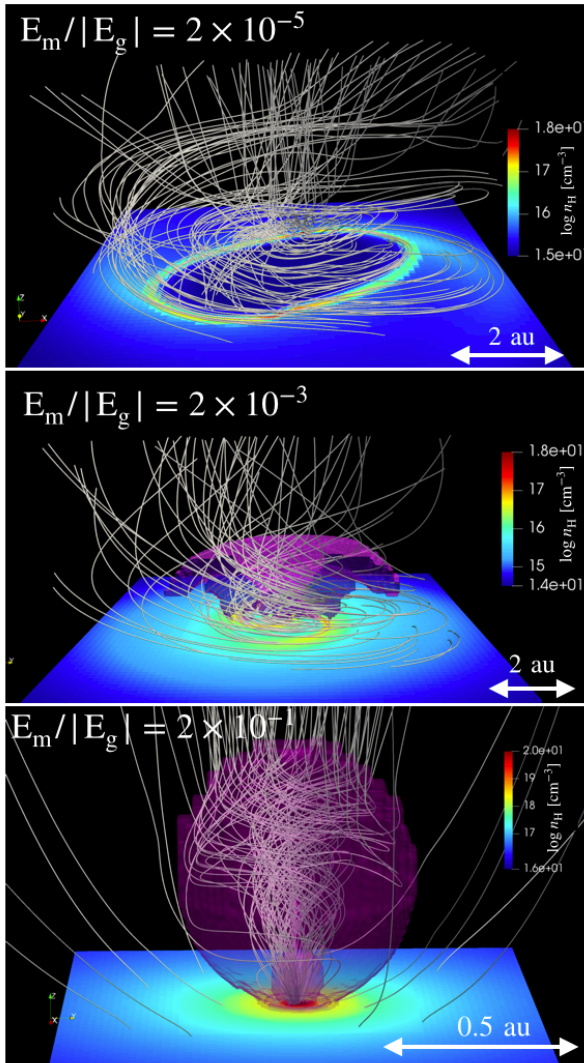 E_m/|E_g| = 2 × 10^−5
1.8e+01
17
16
1.5e+01
log n_H [cm^−3]
Z
Y
X
2 au
E_m/|E_g| = 2 × 10^−3
1.8e+01
17
16
15
1.4e+01
log n_H [cm^−3]
Y
2 au
E_m/|E_g| = 2 × 10^−1
2.0e+01
19
18
17
1.6e+01
log n_H [cm^−3]
Z
X
Y
0.5 au